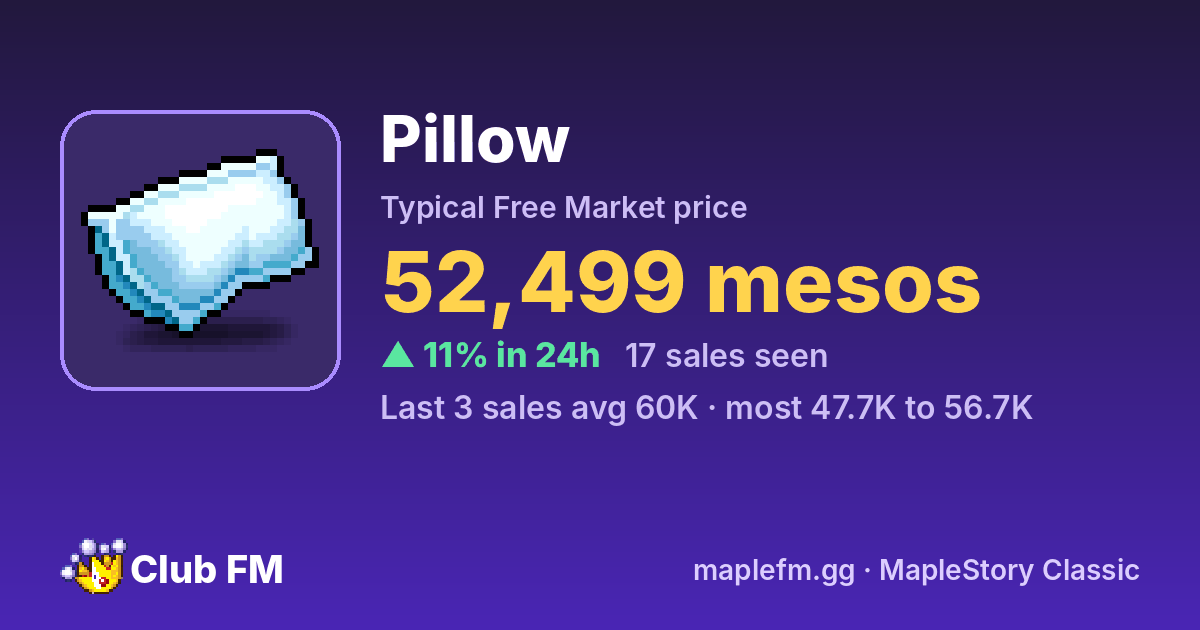 Pillow
Typical Free Market price
52,499 mesos
▲ 11% in 24h 17 sales seen
Last 3 sales avg 60K · most 47.7K to 56.7K
Club FM
maplefm.gg · MapleStory Classic